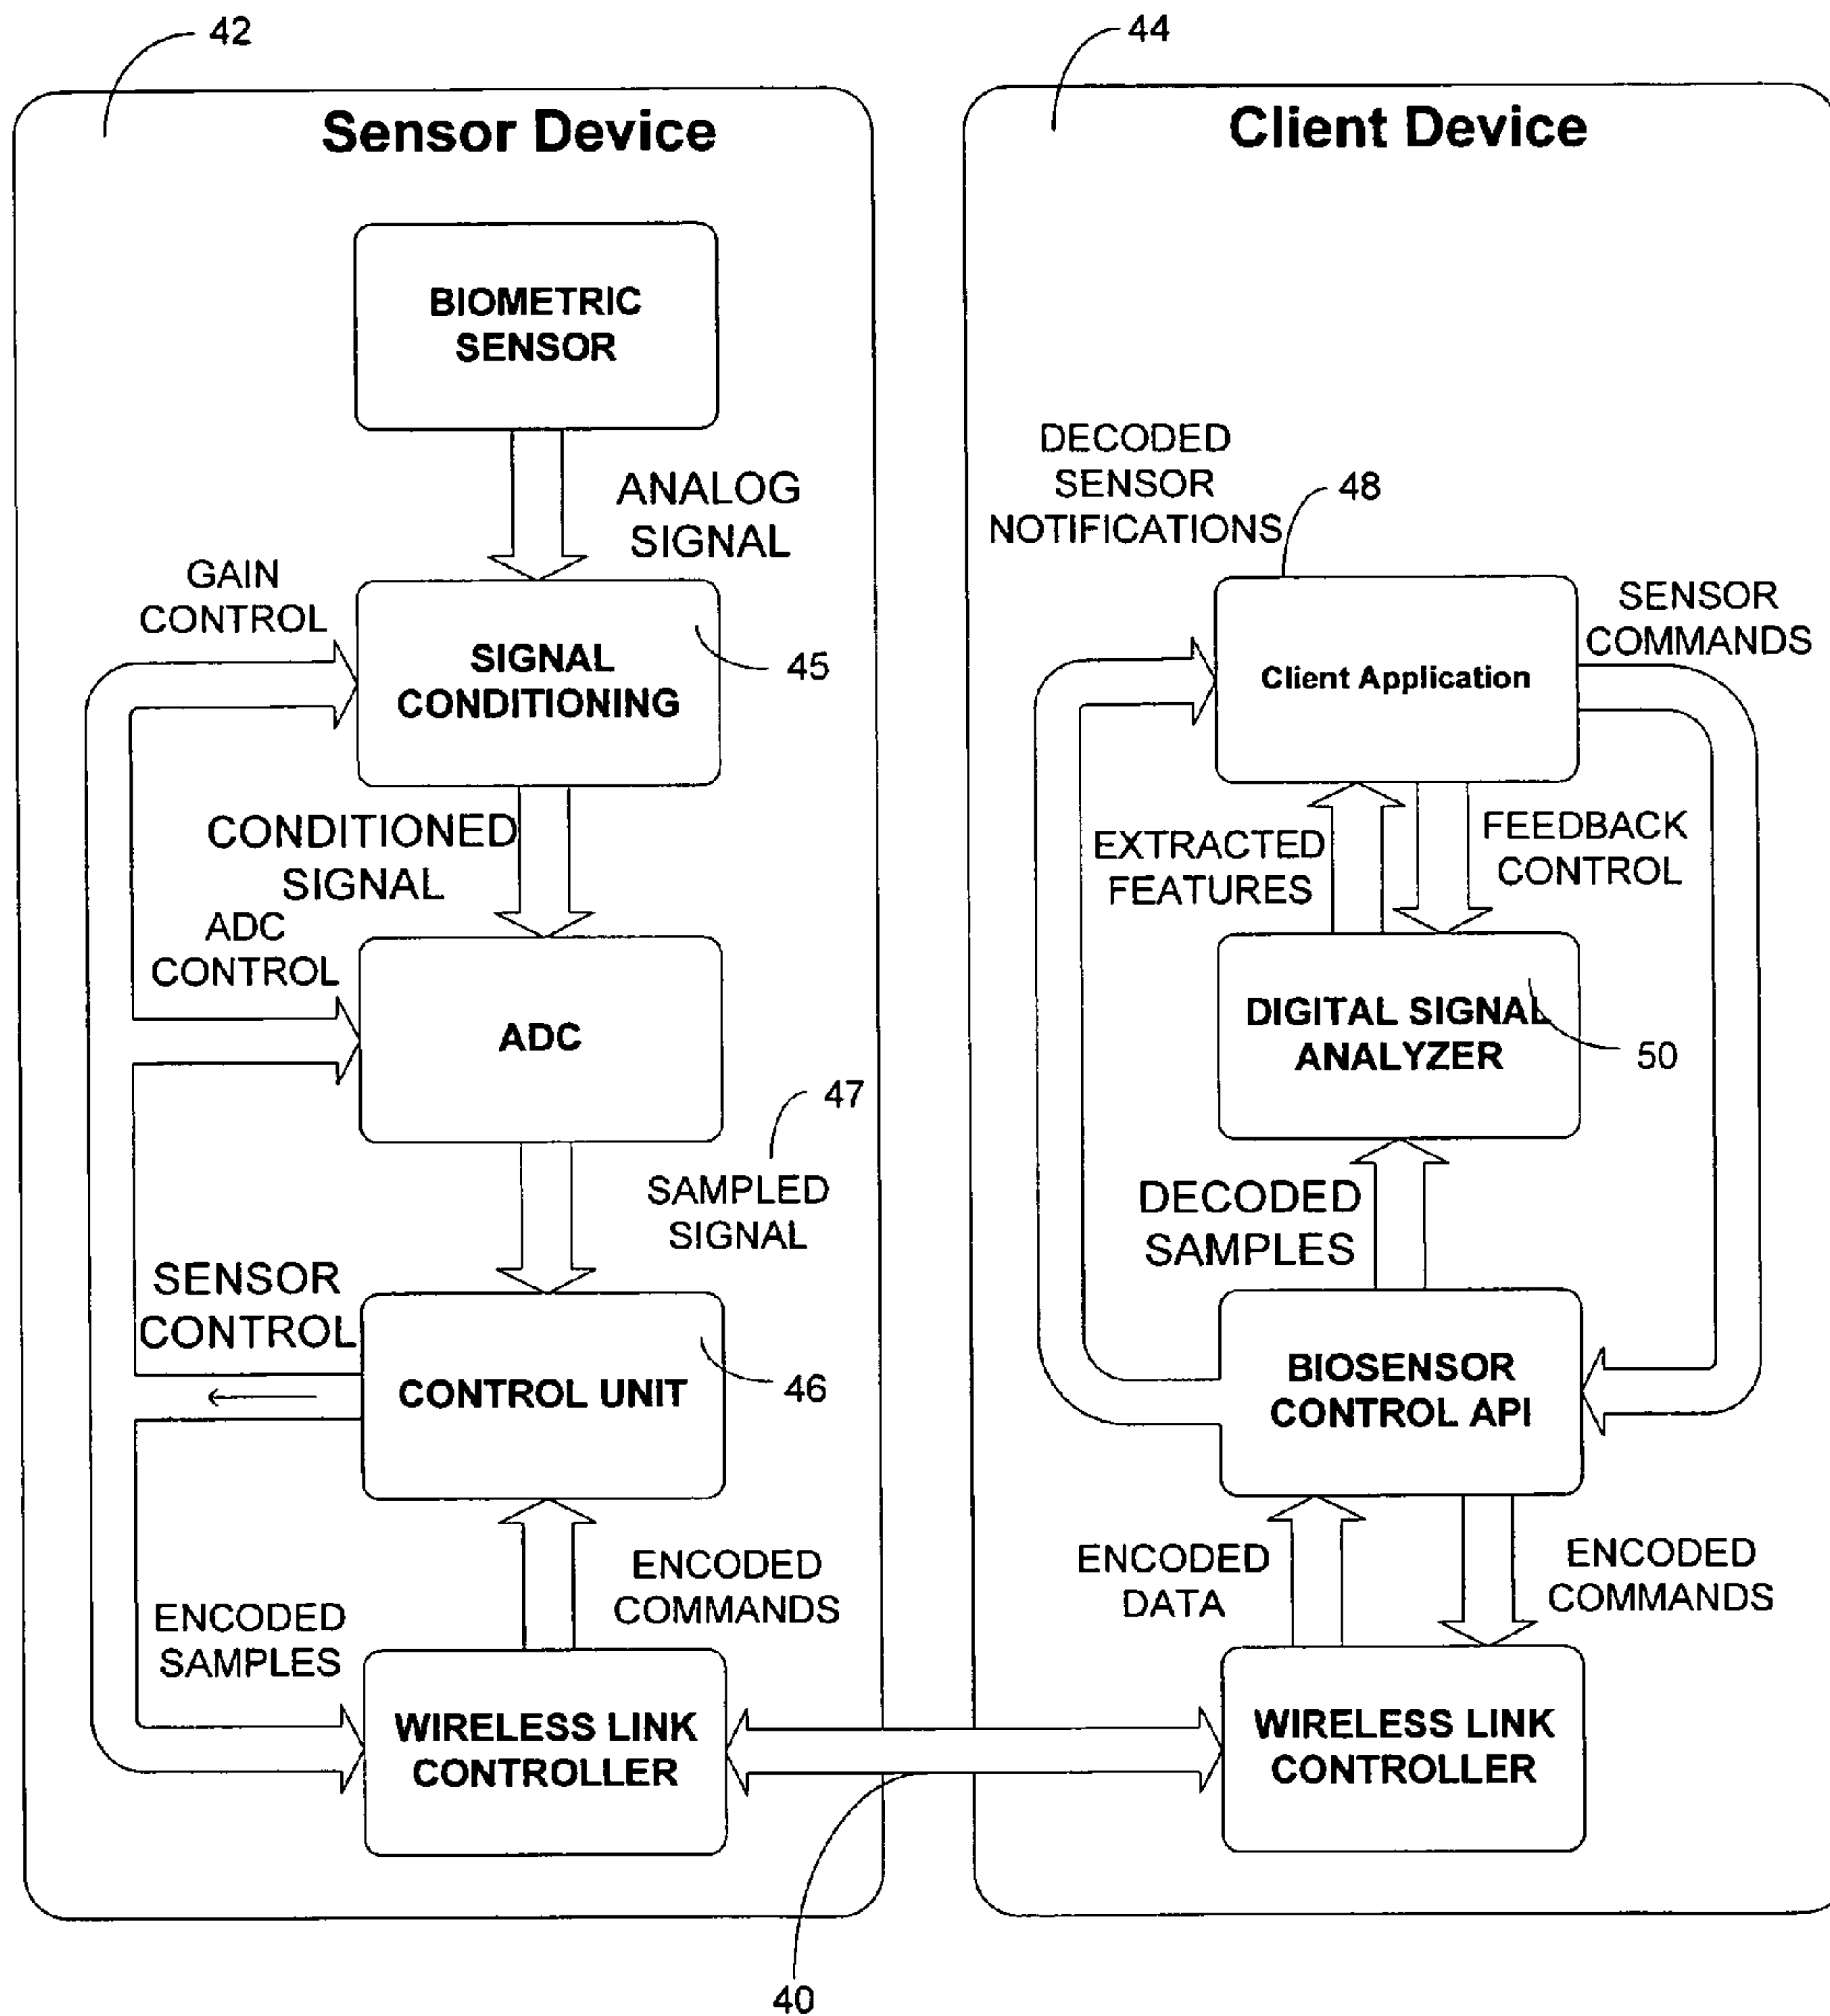 42
44
Sensor Device
BIOMETRIC
SENSOR
ANALOG
SIGNAL
GAIN
CONTROL
SIGNAL
CONDITIONING
45
CONDITIONED
SIGNAL
ADC
CONTROL
ADC
47
SAMPLED
SIGNAL
SENSOR
CONTROL
CONTROL UNIT
46
ENCODED
COMMANDS
ENCODED
SAMPLES
WIRELESS LINK
CONTROLLER
Client Device
DECODED
SENSOR
NOTIFICATIONS
48
SENSOR
COMMANDS
Client Application
EXTRACTED
FEATURES
FEEDBACK
CONTROL
DIGITAL SIGNAL
ANALYZER
50
DECODED
SAMPLES
BIOSENSOR
CONTROL API
ENCODED
DATA
ENCODED
COMMANDS
WIRELESS LINK
CONTROLLER
40